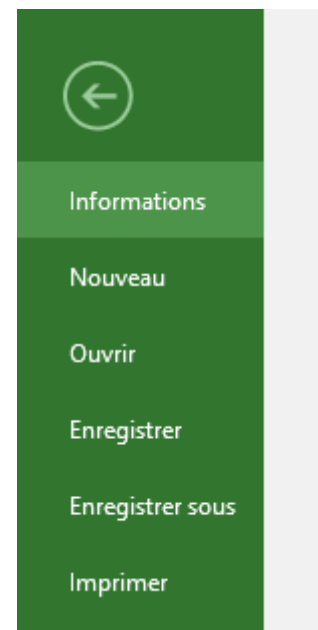 Informations
Nouveau
Ouvrir
Enregistrer
Enregistrer sous
Imprimer